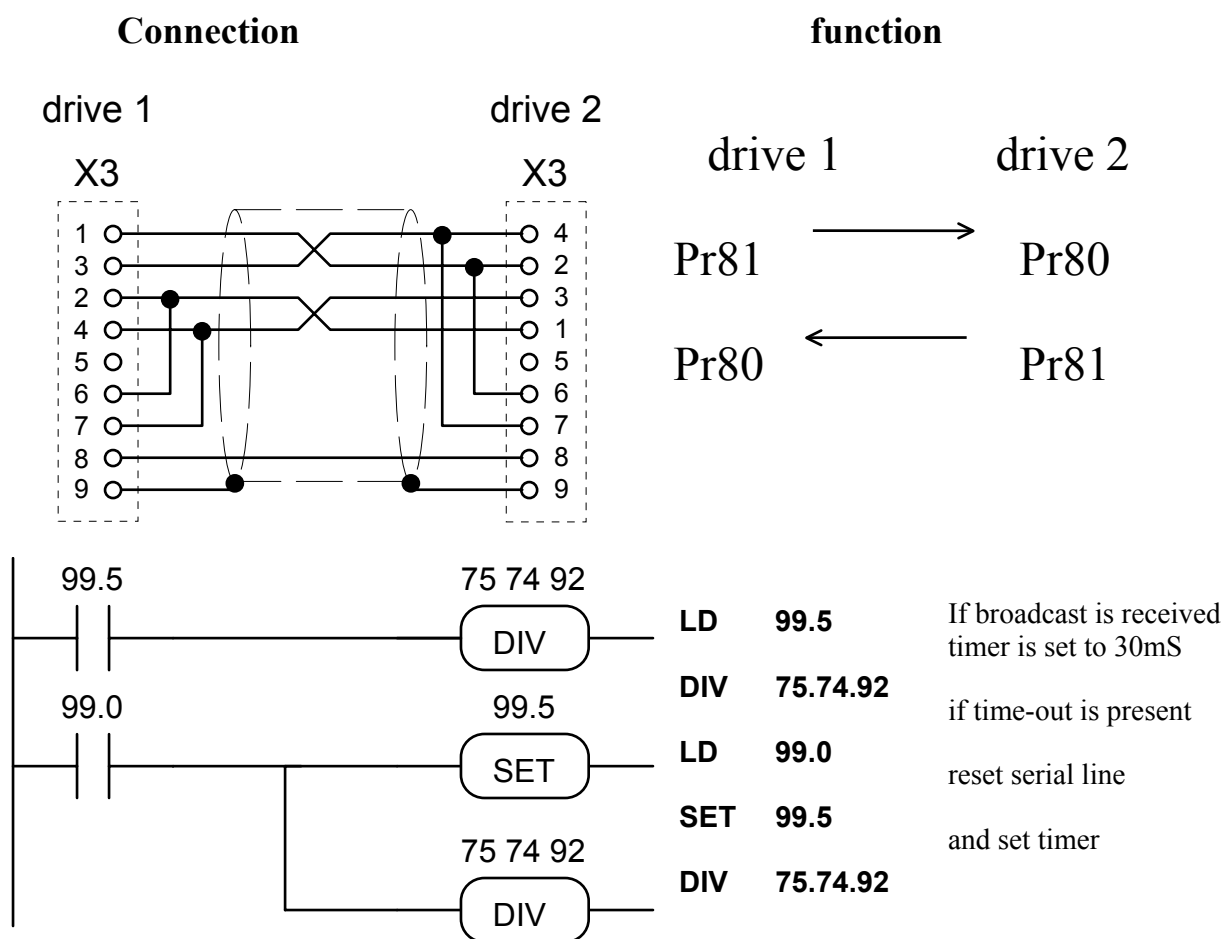 Connection
function
drive 1
drive 2
X3
X3
1
4
3
2
2
3
4
1
5
5
6
6
7
7
8
8
9
9
drive 1
drive 2
Pr81
Pr80
Pr80
Pr81
99.5
75 74 92
DIV
99.0
99.5
SET
75 74 92
DIV
LD 99.5
DIV 75.74.92
LD 99.0
SET 99.5
DIV 75.74.92
If broadcast is received
timer is set to 30mS
if time-out is present
reset serial line
and set timer